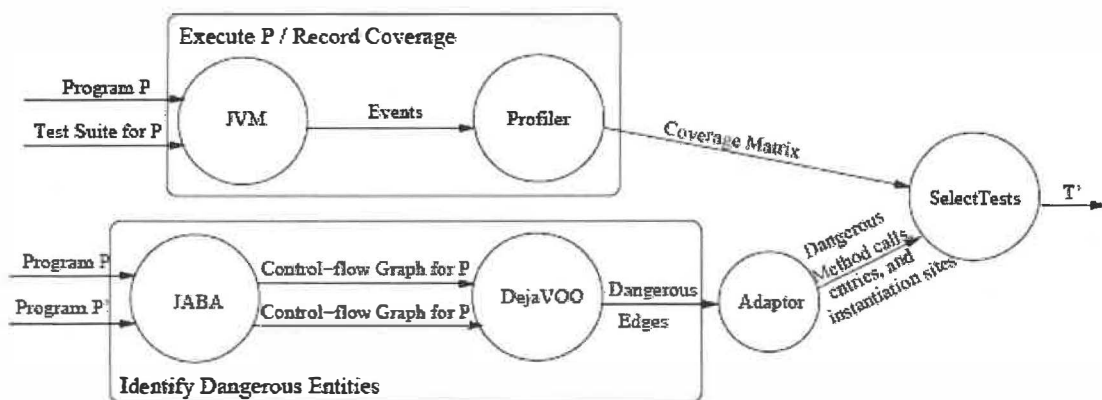 Execute P / Record Coverage
Program P
Test Suite for P
JVM
Events
Profiler
Coverage Matrix
SelectTests
T'
Program P
Program P'
JABA
Control-flow Graph for P
Control-flow Graph for P
DejaVOO
Dangerous
Edges
Adaptor
Dangerous
Method calls,
entries, and
instantiation sites
Identify Dangerous Entities